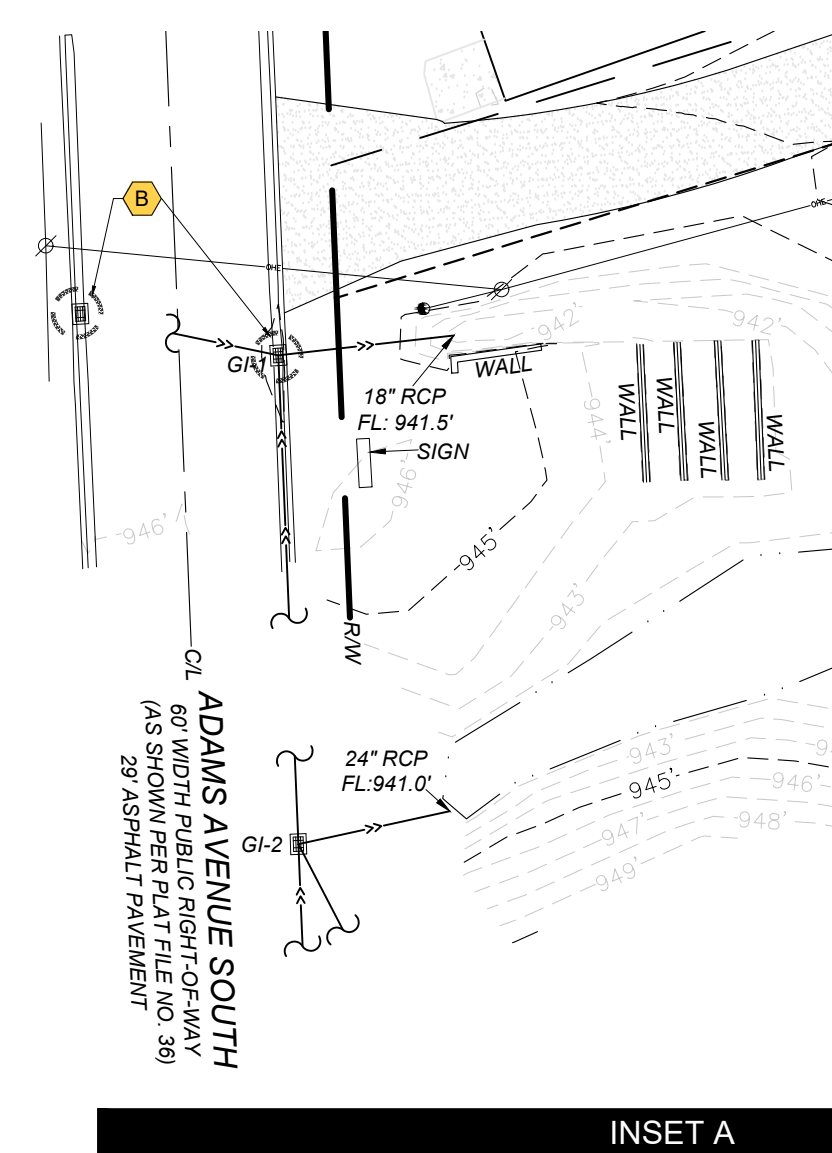 B
OHE
OHE
942'
942'
GI-1
WALL
18" RCP
FL: 941.5'
WALL
WALL
WALL
WALL
944'
SIGN
946'
946'
945'
943'
R/W
C/L
ADAMS AVENUE SOUTH
60' WIDTH PUBLIC RIGHT-OF-WAY
(AS SHOWN PER PLAT FILE NO. 36)
29' ASPHALT PAVEMENT
24" RCP
FL:941.0'
943'
945'
946'
GI-2
947'
948'
949'
INSET A